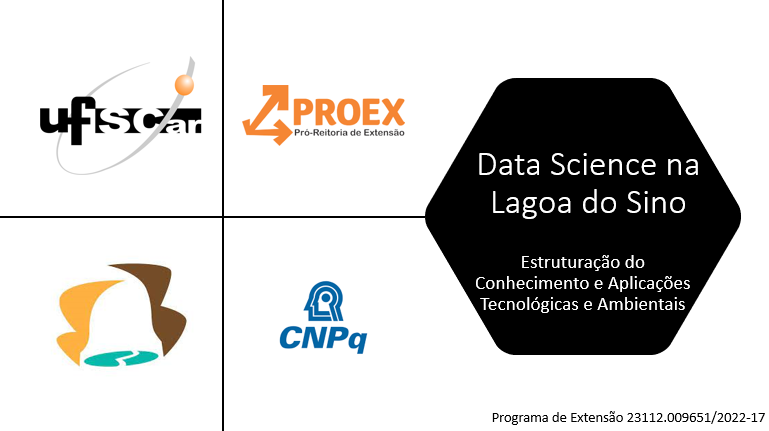 ufscar
PROEX
Pró-Reitoria de Extensão
CNPq
Data Science na
Lagoa do Sino
Estruturação do
Conhecimento e Aplicações
Tecnológicas e Ambientais
Programa de Extensão 23112.009651/2022-17